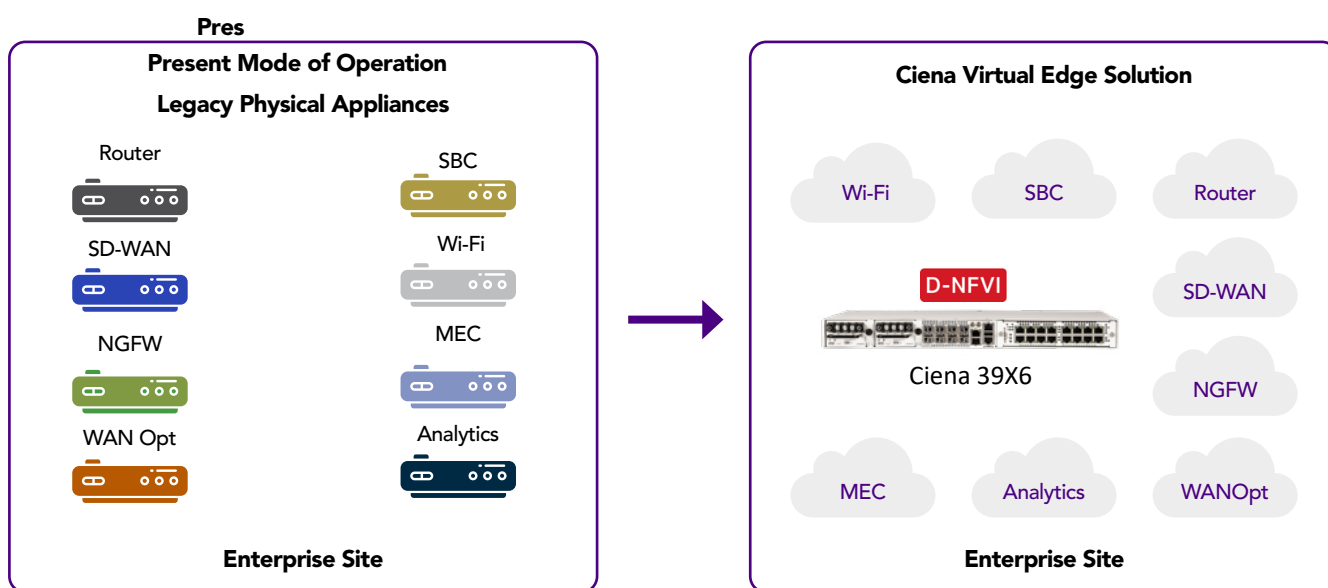 Pres
Present Mode of Operation
Legacy Physical Appliances
Router
SBC
SD-WAN
Wi-Fi
NGFW
MEC
WAN Opt
Analytics
Enterprise Site
Ciena Virtual Edge Solution
Wi-Fi
SBC
Router
D-NFVI
SD-WAN
Ciena 39X6
NGFW
MEC
Analytics
WANOpt
Enterprise Site